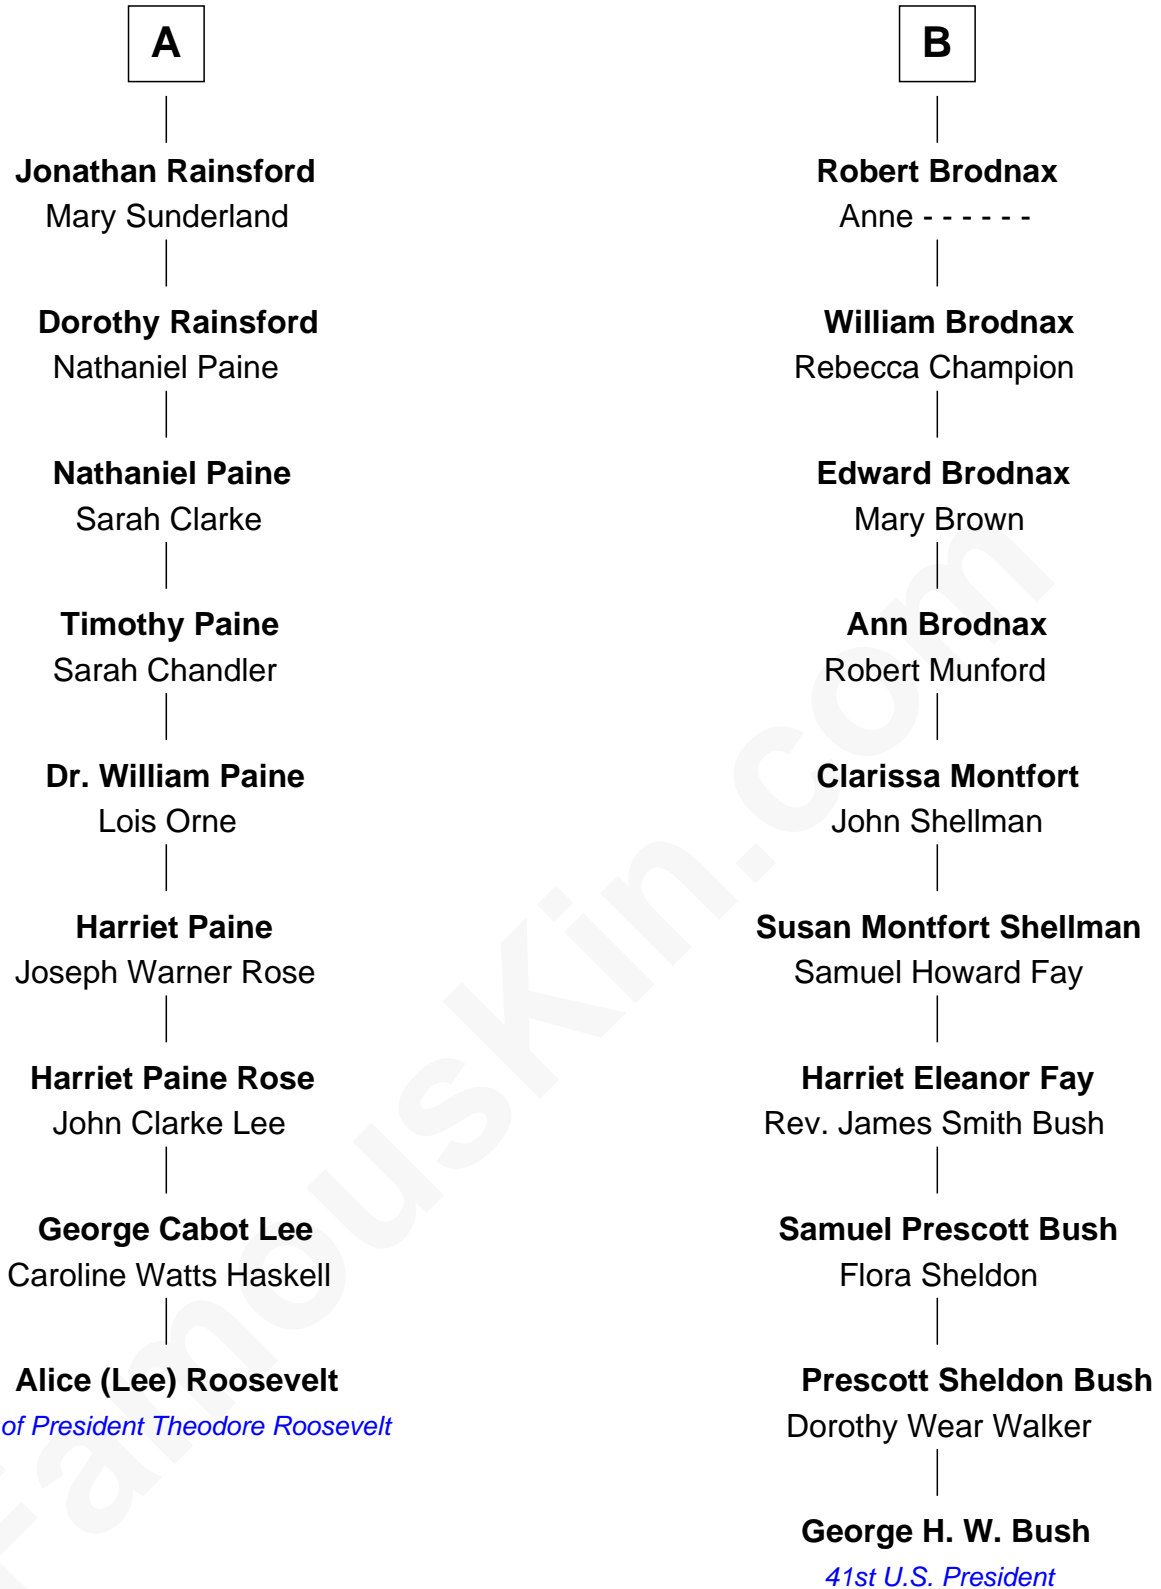 A
Jonathan Rainsford
Mary Sunderland
Dorothy Rainsford
Nathaniel Paine
Nathaniel Paine
Sarah Clarke
Timothy Paine
Sarah Chandler
Dr. William Paine
Lois Orne
Harriet Paine
Joseph Warner Rose
Harriet Paine Rose
John Clarke Lee
George Cabot Lee
Caroline Watts Haskell
Alice (Lee) Roosevelt
of President Theodore Roosevelt
B
Robert Brodnax
Anne - - - - - -
William Brodnax
Rebecca Champion
Edward Brodnax
Mary Brown
Ann Brodnax
Robert Munford
Clarissa Montfort
John Shellman
Susan Montfort Shellman
Samuel Howard Fay
Harriet Eleanor Fay
Rev. James Smith Bush
Samuel Prescott Bush
Flora Sheldon
Prescott Sheldon Bush
Dorothy Wear Walker
George H. W. Bush
41st U.S. President
FamousKin.com